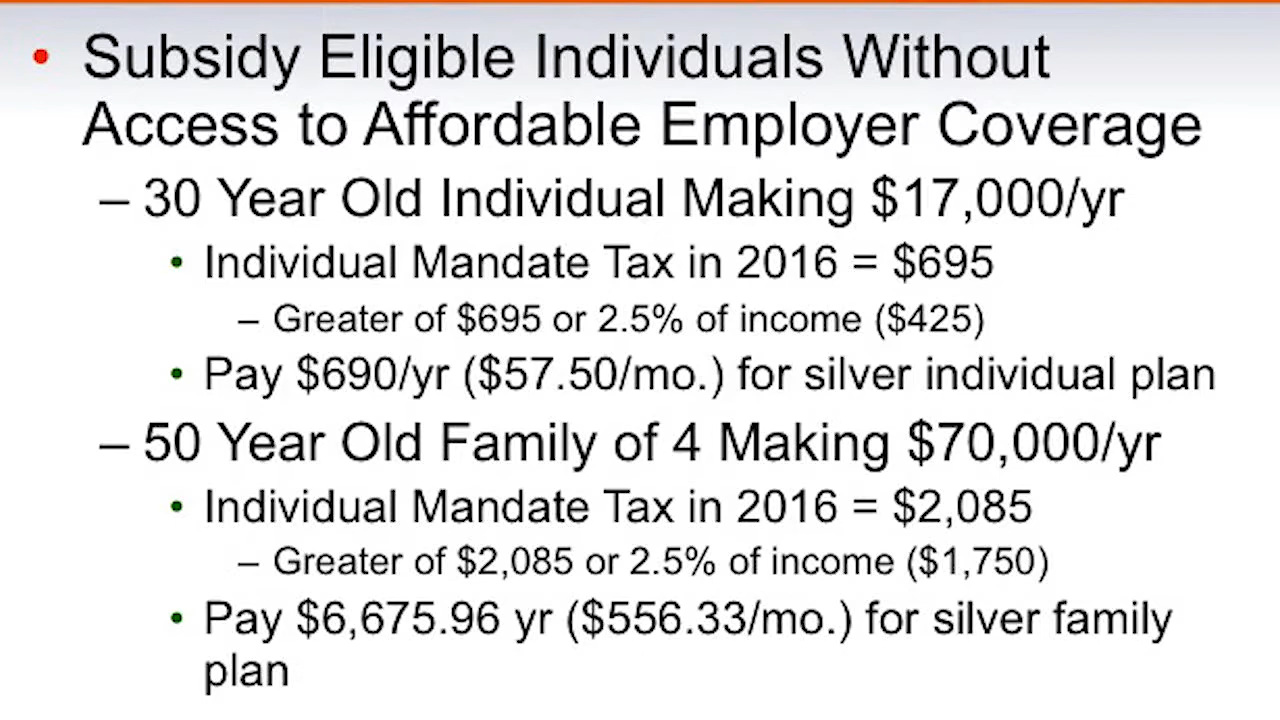 • Subsidy Eligible Individuals Without
Access to Affordable Employer Coverage
– 30 Year Old Individual Making $17,000/yr
• Individual Mandate Tax in 2016 = $695
– Greater of $695 or 2.5% of income ($425)
• Pay $690/yr ($57.50/mo.) for silver individual plan
– 50 Year Old Family of 4 Making $70,000/yr
• Individual Mandate Tax in 2016 = $2,085
– Greater of $2,085 or 2.5% of income ($1,750)
• Pay $6,675.96 yr ($556.33/mo.) for silver family
plan